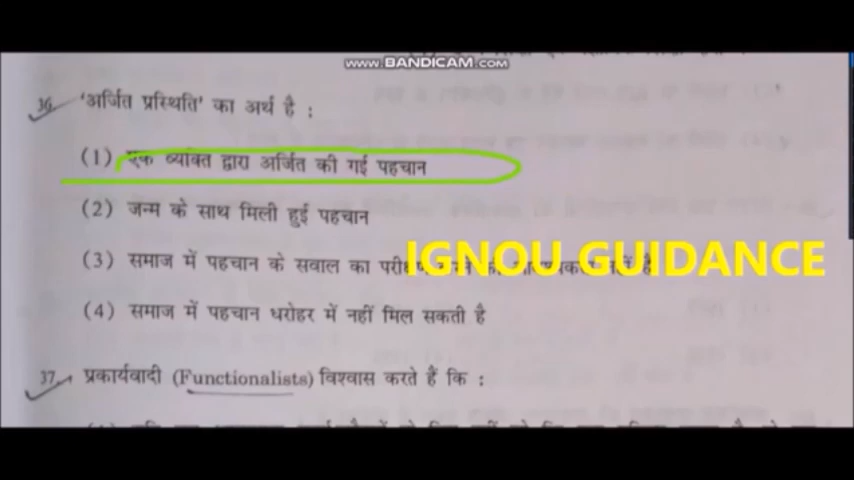 www.BANDICAM.com
36. 'अर्जित प्रस्थिति' का अर्थ है :
(1) एक व्यक्ति द्वारा अर्जित की गई पहचान
(2) जन्म के साथ मिली हुई पहचान
IGNOU GUIDANCE
(3) समाज में पहचान के सवाल का है
(4) समाज में पहचान धरोहर में नहीं मिल सकती है
37. प्रकार्यवादी (Functionalists) विश्वास करते हैं कि :